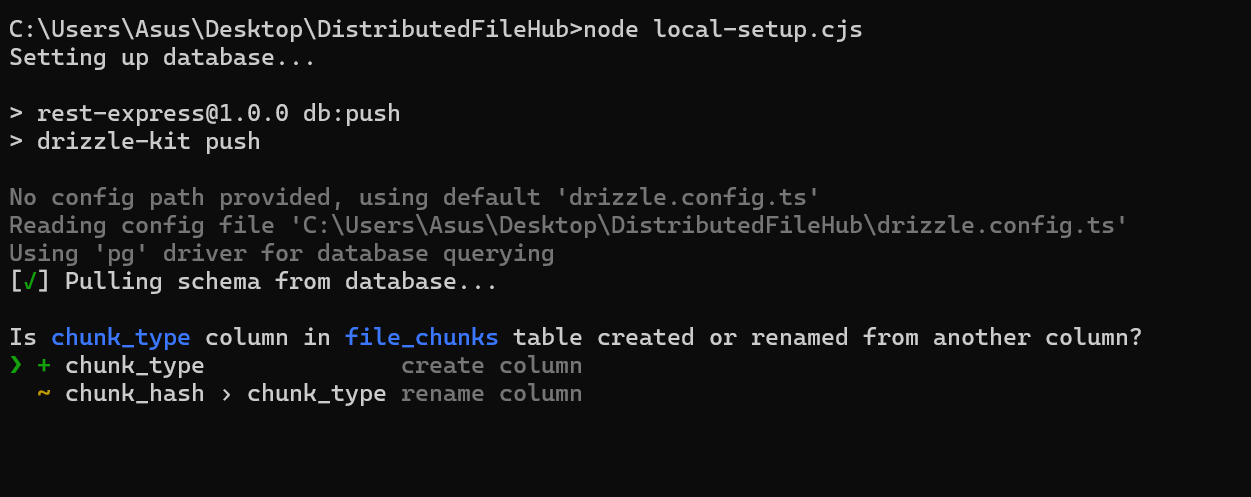 C:\Users\Asus\Desktop\DistributedFileHub>node local-setup.cjs
Setting up database...
> rest-express@1.0.0 db:push
> drizzle-kit push
No config path provided, using default 'drizzle.config.ts'
Reading config file 'C:\Users\Asus\Desktop\DistributedFileHub\drizzle.config.ts'
Using 'pg' driver for database querying
[✓] Pulling schema from database...
Is chunk_type column in file_chunks table created or renamed from another column?
❯ + chunk_type              create column
  ~ chunk_hash › chunk_type rename column